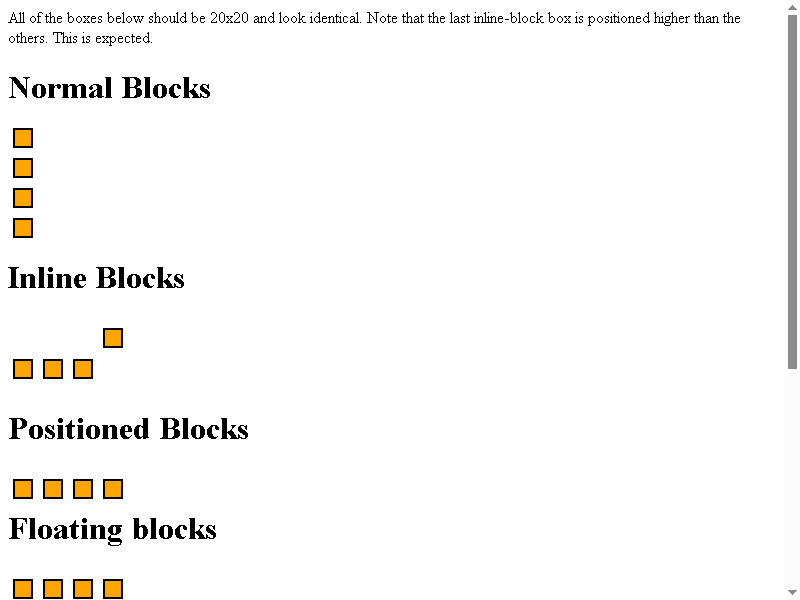 All of the boxes below should be 20x20 and look identical. Note that the last inline-block box is positioned higher than the
others. This is expected.
Normal Blocks
Inline Blocks
Positioned Blocks
Floating blocks